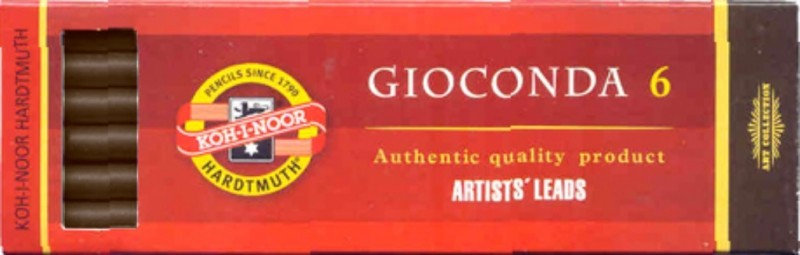 KOH-I-NOOR HARDTMUTH
PENCILS SINCE 1790
KOH-I-NOOR
HARDTMUTH®
GIOCONDA 6
Authentic quality product
ARTISTS' LEADS
ART COLLECTION